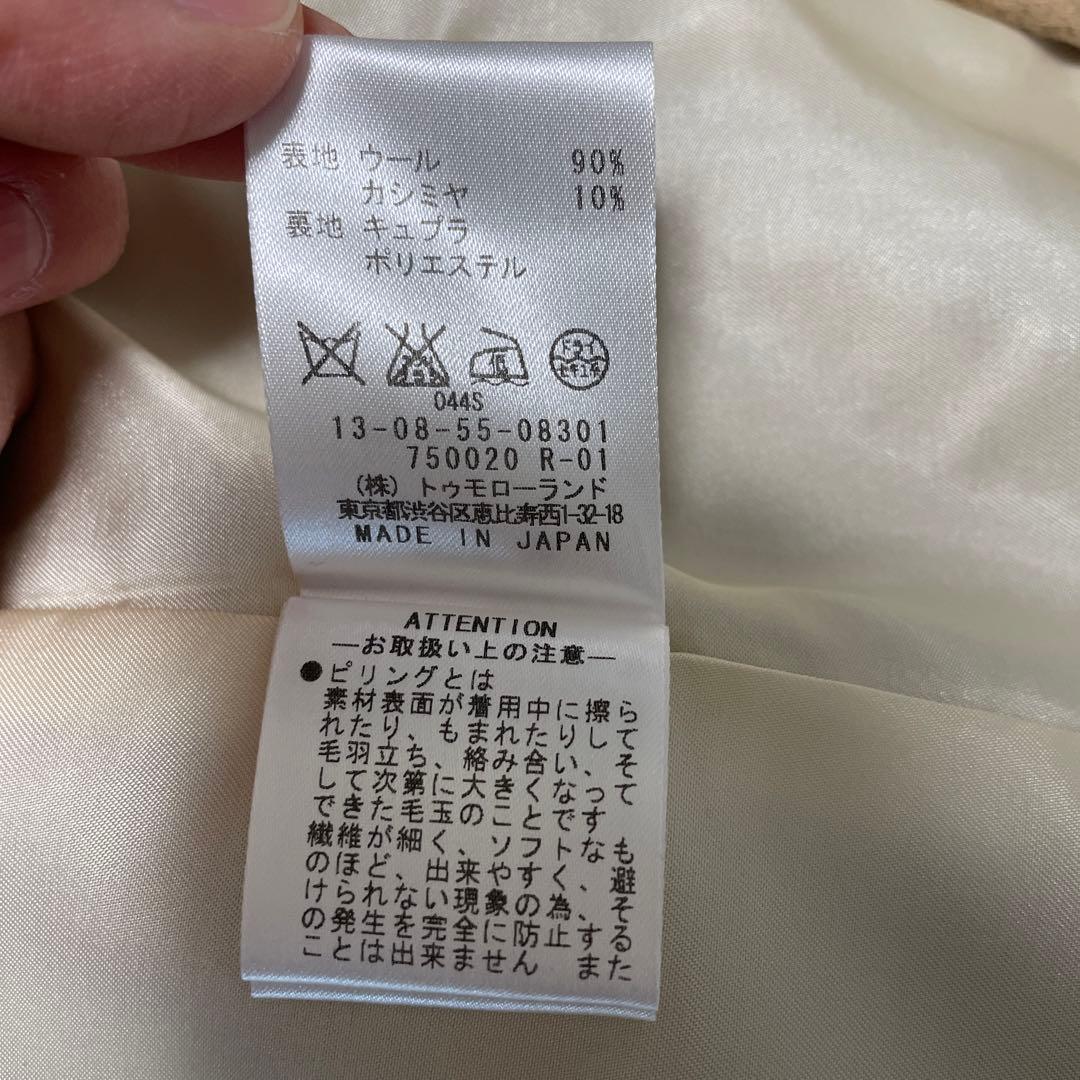 表地 ウール 90%
カシミヤ 10%
裏地 キュプラ
ポリエステル
低
ドライ
セキユ系
044S
13-08-55-08301
750020 R-01
(株) トゥモローランド
東京都渋谷区恵比寿西1-32-18
MADE IN JAPAN
ATTENTION
—お取扱い上の注意—
●ピリングとは
素材表面が着用中に擦ら
れたり、もまれたりして
毛羽立ち、絡み合い、そ
して次第に大きくなって
できた毛玉のことです
繊維が細く、ソフトなも
のほど、出来やすく、避
けられない現象の為、そ
の発生を完全に防止する
ことは出来ません また